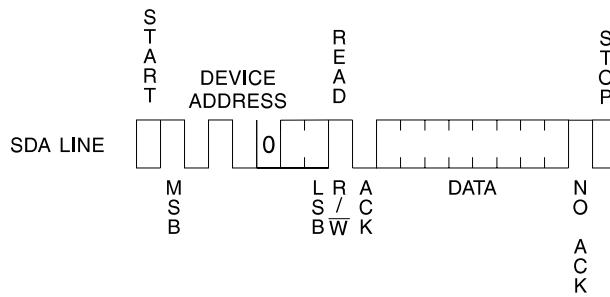 START
DEVICE
ADDRESS
READ
STOP
SDA LINE
0
MSB
LSB
R/W̅
ACK
DATA
NO ACK